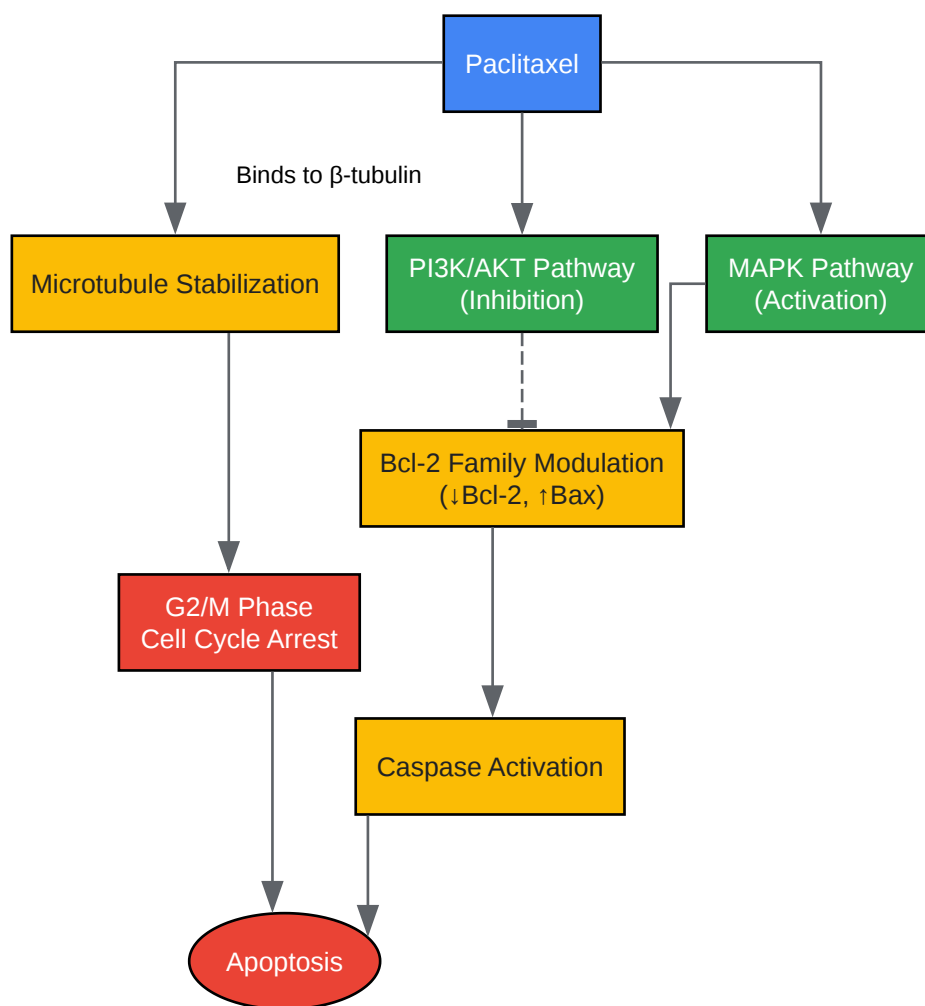 Paclitaxel
Binds to β-tubulin
Microtubule Stabilization
PI3K/AKT Pathway
(Inhibition)
MAPK Pathway
(Activation)
Bcl-2 Family Modulation
(↓Bcl-2, ↑Bax)
G2/M Phase
Cell Cycle Arrest
Caspase Activation
Apoptosis